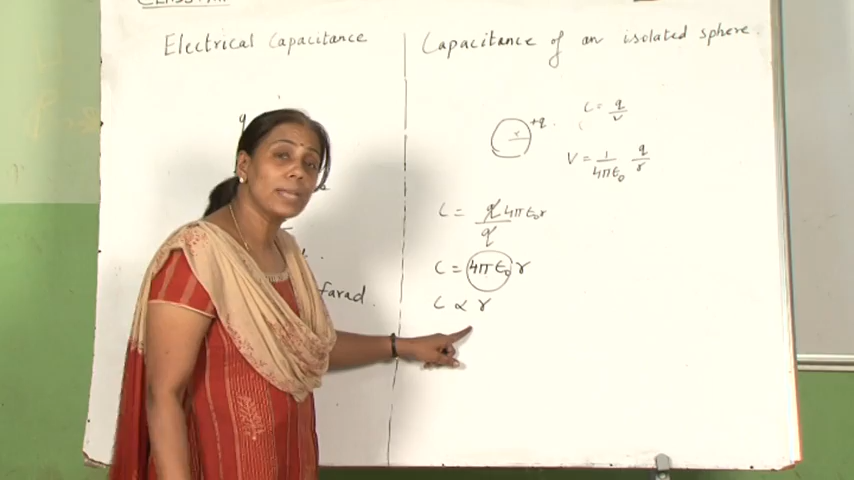 Electrical Capacitance
q
farad.
Capacitance of an isolated sphere.
r +q.
C = q/v
V = 1/4πε₀ q/r
C = q 4πε₀r / q
C = 4πε₀ r
C ∝ r